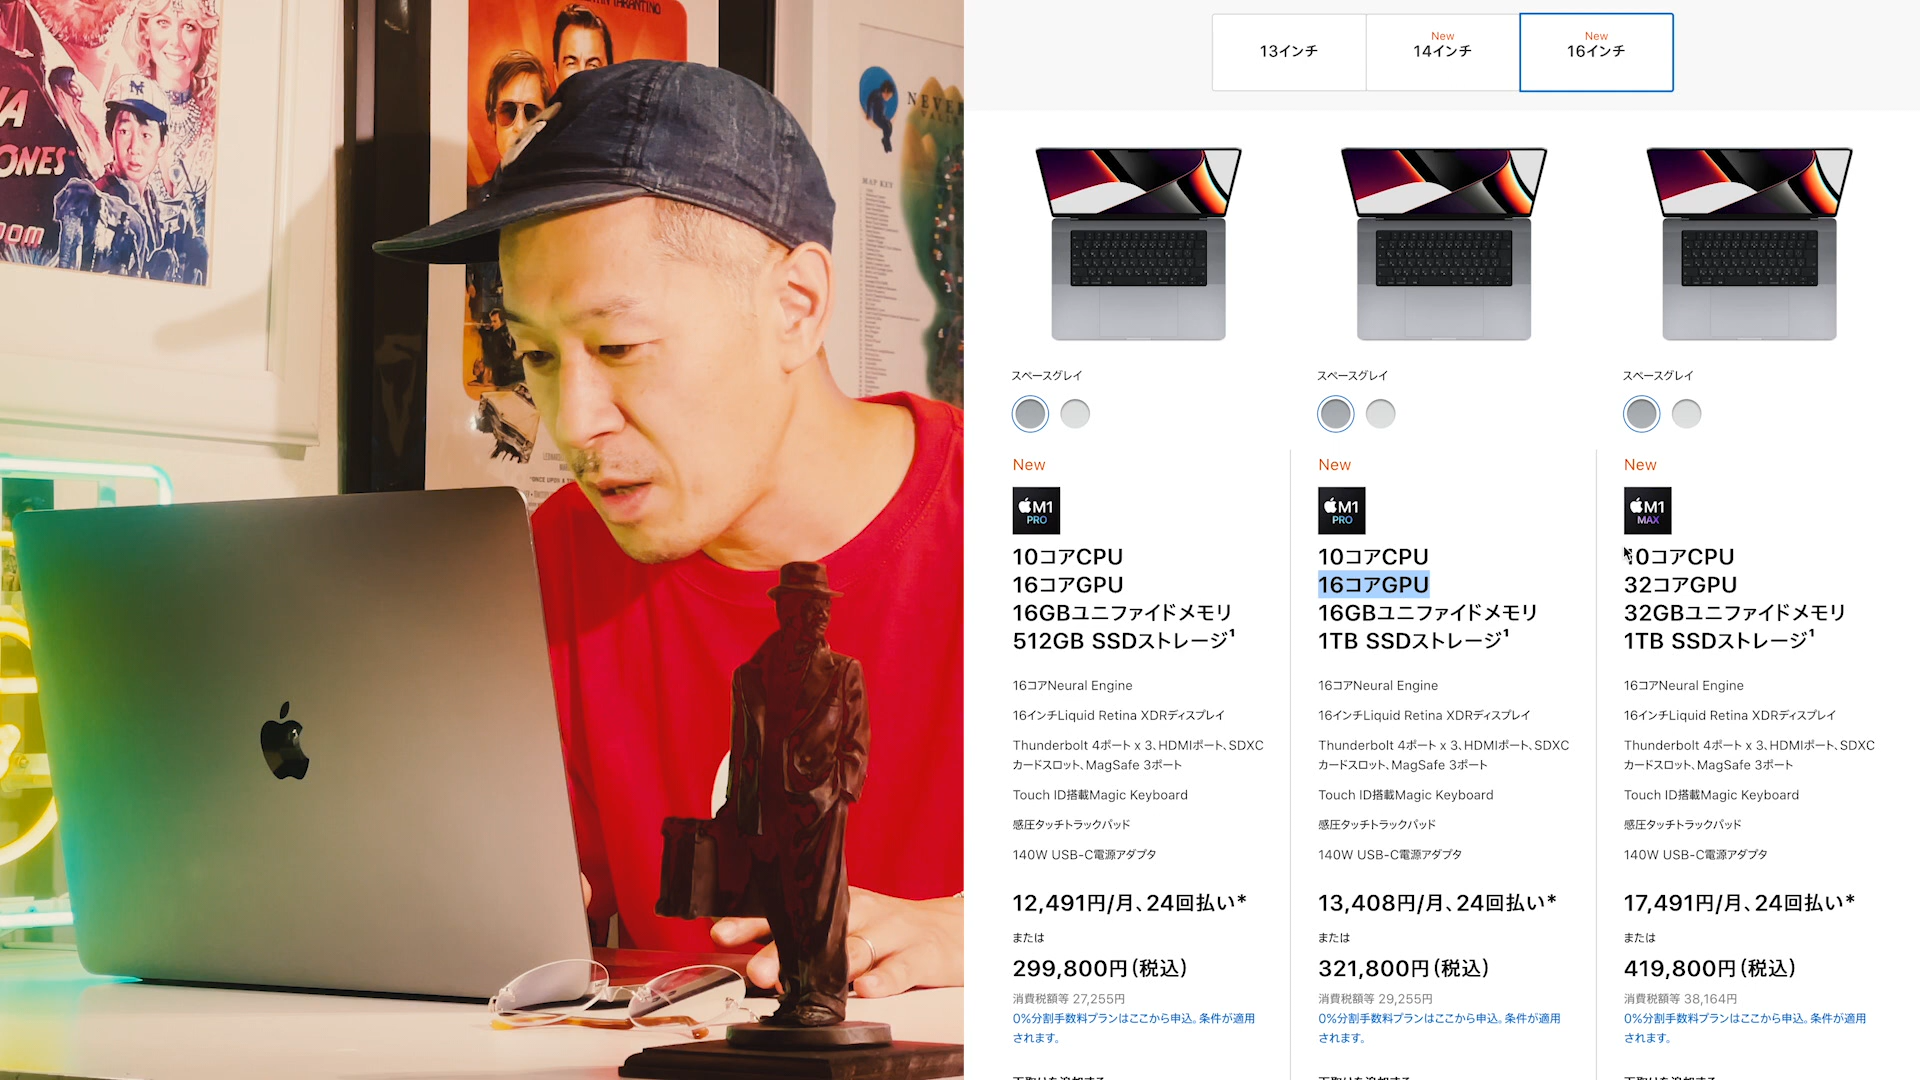 A
ONES
OOM
TIN TARANTINO
NEVER
VALL
MAP KEY
"ONCE UPON A T
13インチ
New
14インチ
New
16インチ
スペースグレイ
スペースグレイ
スペースグレイ
New
M1
PRO
10コアCPU
16コアGPU
16GBユニファイドメモリ
512GB SSDストレージ¹
16コアNeural Engine
16インチLiquid Retina XDRディスプレイ
Thunderbolt 4ポート x 3、HDMIポート、SDXC
カードスロット、MagSafe 3ポート
Touch ID搭載Magic Keyboard
感圧タッチトラックパッド
140W USB-C電源アダプタ
12,491円/月、24回払い*
または
299,800円(税込)
消費税額等 27,255円
0%分割手数料プランはここから申込。条件が適用
されます。
New
M1
PRO
10コアCPU
16コアGPU
16GBユニファイドメモリ
1TB SSDストレージ¹
16コアNeural Engine
16インチLiquid Retina XDRディスプレイ
Thunderbolt 4ポート x 3、HDMIポート、SDXC
カードスロット、MagSafe 3ポート
Touch ID搭載Magic Keyboard
感圧タッチトラックパッド
140W USB-C電源アダプタ
13,408円/月、24回払い*
または
321,800円(税込)
消費税額等 29,255円
0%分割手数料プランはここから申込。条件が適用
されます。
New
M1
MAX
10コアCPU
32コアGPU
32GBユニファイドメモリ
1TB SSDストレージ¹
16コアNeural Engine
16インチLiquid Retina XDRディスプレイ
Thunderbolt 4ポート x 3、HDMIポート、SDXC
カードスロット、MagSafe 3ポート
Touch ID搭載Magic Keyboard
感圧タッチトラックパッド
140W USB-C電源アダプタ
17,491円/月、24回払い*
または
419,800円(税込)
消費税額等 38,164円
0%分割手数料プランはここから申込。条件が適用
されます。